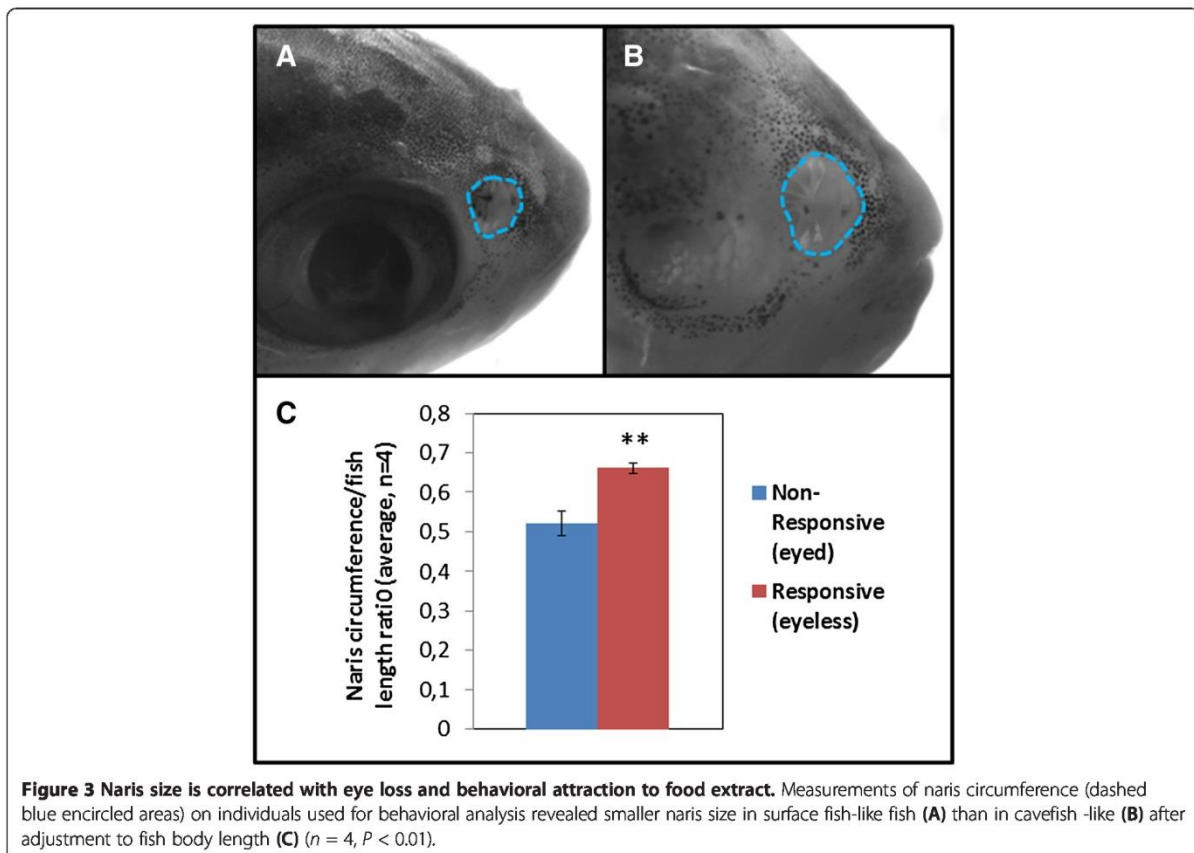 A
B
C
0,8
0,7
0,6
0,5
0,4
0,3
0,2
0,1
0
Naris circumference/fish
length rati0 (average, n=4)
**
Non-
Responsive
(eyed)
Responsive
(eyeless)
Figure 3 Naris size is correlated with eye loss and behavioral attraction to food extract. Measurements of naris circumference (dashed
blue encircled areas) on individuals used for behavioral analysis revealed smaller naris size in surface fish-like fish (A) than in cavefish -like (B) after
adjustment to fish body length (C) (n = 4, P < 0.01).